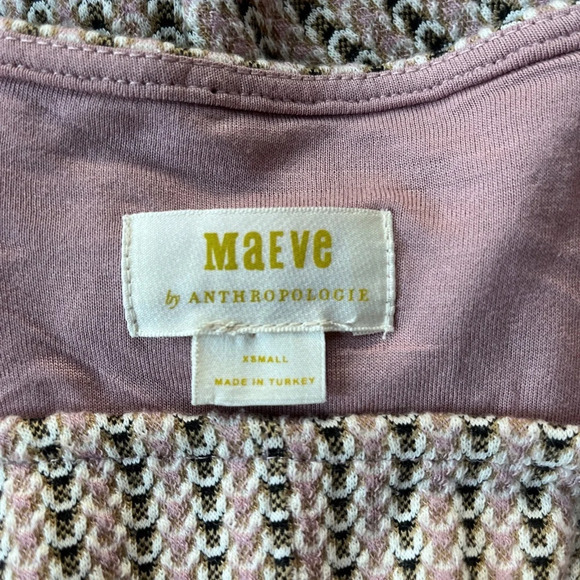 MaEVe
by ANTHROPOLOGIE
XSMALL
MADE IN TURKEY